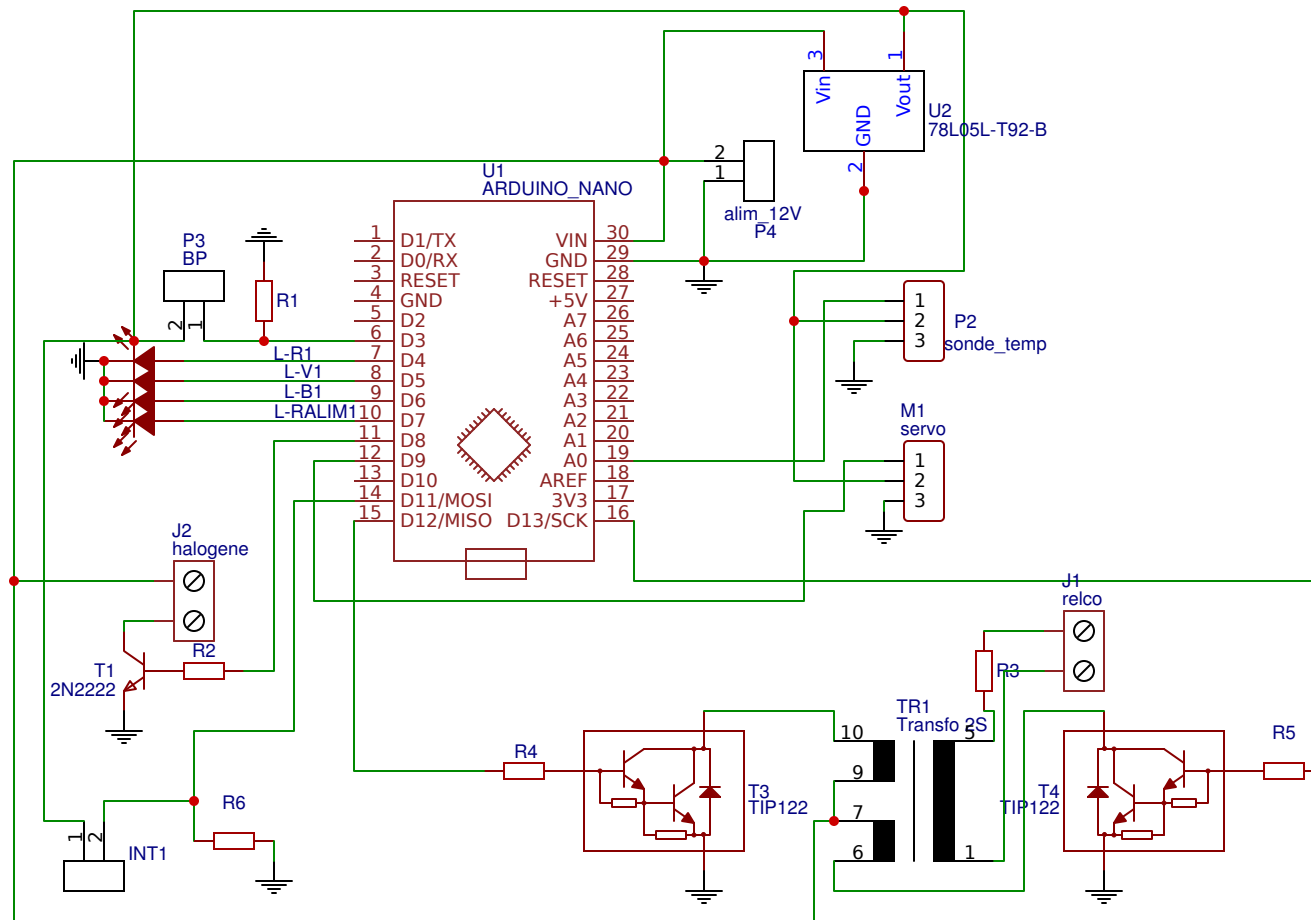 3
1
Vin
Vout
GND
2
U2
78L05L-T92-B
2
1
alim_12V
P4
U1
ARDUINO_NANO
1 D1/TX
2 D0/RX
3 RESET
4 GND
5 D2
6 D3
7 D4
8 D5
9 D6
10 D7
11 D8
12 D9
13 D10
14 D11/MOSI
15 D12/MISO
VIN 30
GND 29
RESET 28
+5V 27
A7 26
A6 25
A5 24
A4 23
A3 22
A2 21
A1 20
A0 19
AREF 18
3V3 17
D13/SCK 16
P3
BP
2
1
R1
L-R1
L-V1
L-B1
L-RALIM1
1
2
3
P2
sonde_temp
M1
servo
1
2
3
J2
halogene
R2
T1
2N2222
J1
relco
R3
TR1
Transfo 2S
10
9
7
6
5
1
R4
T3
TIP122
T4
TIP122
R5
R6
1
2
INT1